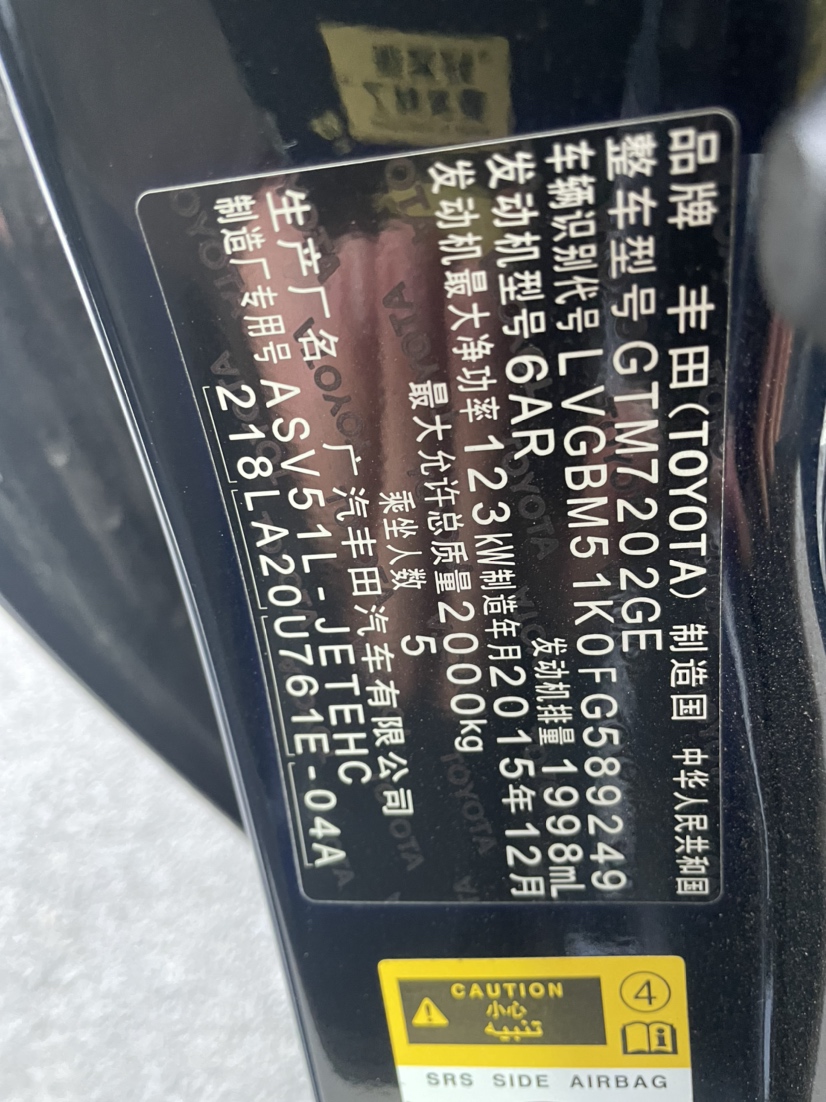 品牌 丰田(TOYOTA) 制造国 中华人民共和国
整车型号 GTM7202GE
车辆识别代号 LVGBM51K0FG589249
发动机型号 6AR 发动机排量 1998mL
发动机最大净功率 123kW 制造年月 2015年12月
最大允许总质量 2000kg
乘坐人数 5
生产厂名 广汽丰田汽车有限公司
制造厂专用号 ASV51L-JETEHC
218LA20U761E-04A
④
CAUTION
小心
تنبيه
SRS SIDE AIRBAG